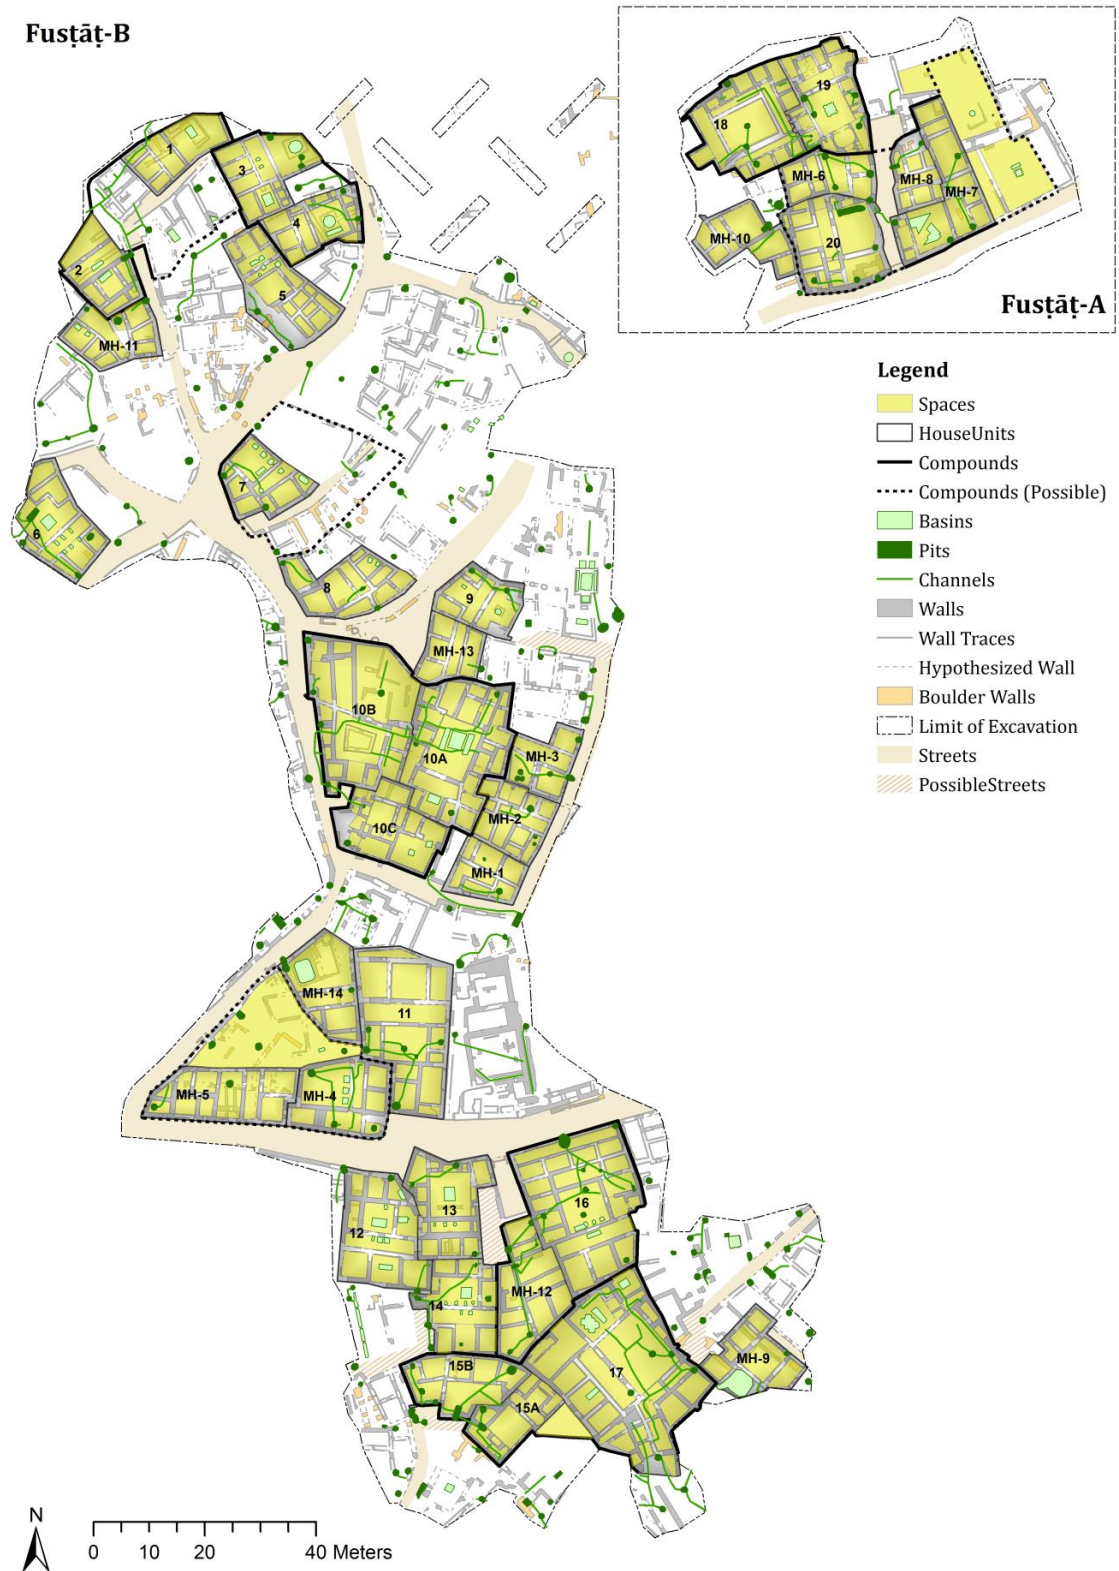 Fusṭāṭ-B
Fusṭāṭ-A
1
2
3
4
5
MH-11
6
7
8
9
MH-13
10B
10A
10C
MH-3
MH-2
MH-1
MH-14
11
MH-5
MH-4
12
13
14
16
MH-12
15B
15A
17
MH-9
18
19
MH-6
MH-8
MH-7
MH-10
20
Legend
Spaces
HouseUnits
Compounds
Compounds (Possible)
Basins
Pits
Channels
Walls
Wall Traces
Hypothesized Wall
Boulder Walls
Limit of Excavation
Streets
PossibleStreets
N
0 10 20 40 Meters